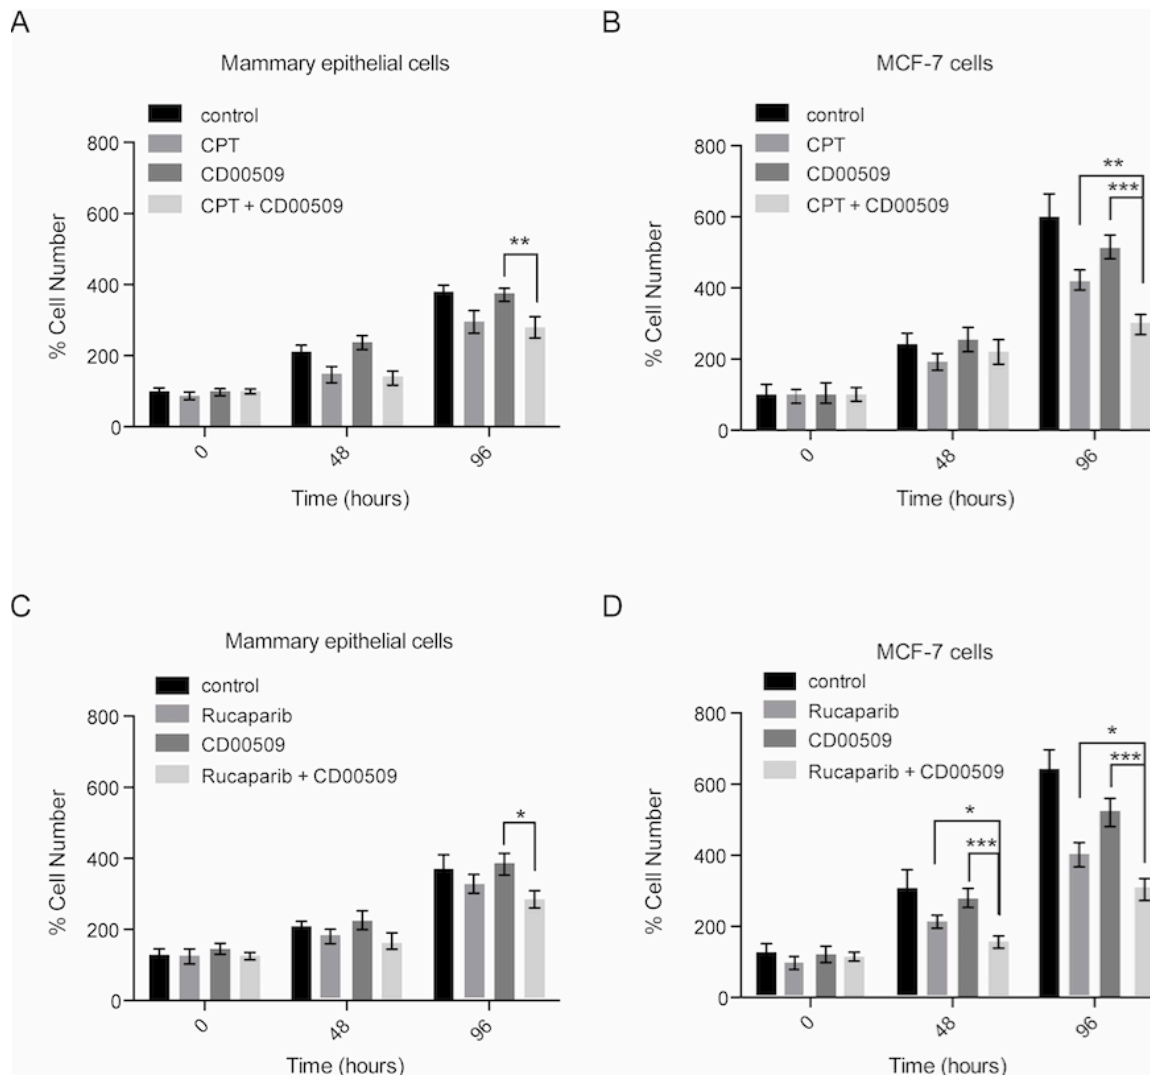 A
Mammary epithelial cells
control
CPT
CD00509
CPT + CD00509
800
600
400
200
0
% Cell Number
**
0
48
96
Time (hours)
B
MCF-7 cells
control
CPT
CD00509
CPT + CD00509
800
600
400
200
0
% Cell Number
**
***
0
48
96
Time (hours)
C
Mammary epithelial cells
control
Rucaparib
CD00509
Rucaparib + CD00509
800
600
400
200
0
% Cell Number
*
0
48
96
Time (hours)
D
MCF-7 cells
control
Rucaparib
CD00509
Rucaparib + CD00509
800
600
400
200
0
% Cell Number
*
***
*
***
0
48
96
Time (hours)